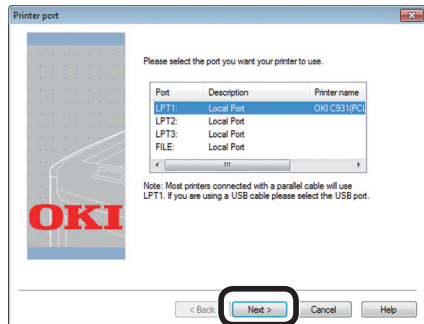 Printer port
Please select the port you want your printer to use.
Port Description Printer name
LPT1: Local Port OKI C931(PCL
LPT2: Local Port
LPT3: Local Port
FILE: Local Port
Note: Most printers connected with a parallel cable will use
LPT1. If you are using a USB cable please select the USB port.
OKI
< Back Next > Cancel Help